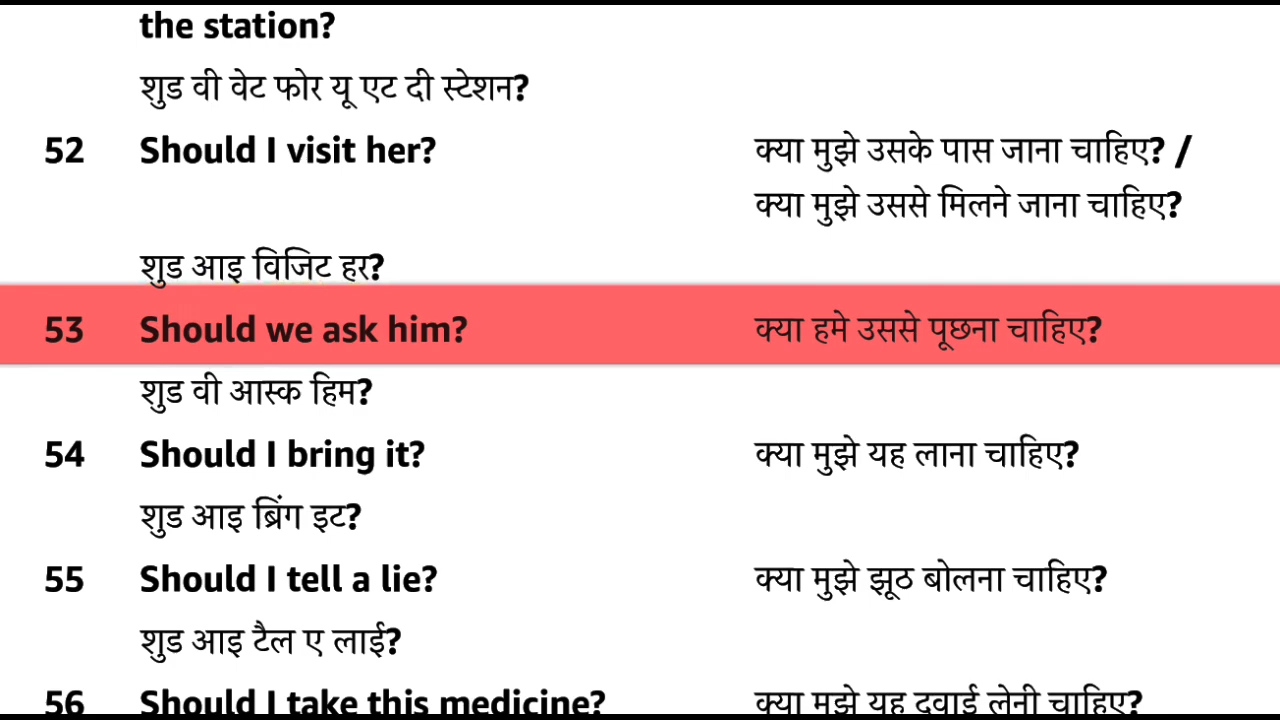 the station?
शुड वी वेट फोर यू एट दी स्टेशन?
52 Should I visit her? क्या मुझे उसके पास जाना चाहिए? /
क्या मुझे उससे मिलने जाना चाहिए?
शुड आइ विजिट हर?
53 Should we ask him? क्या हमे उससे पूछना चाहिए?
शुड वी आस्क हिम?
54 Should I bring it? क्या मुझे यह लाना चाहिए?
शुड आइ ब्रिंग इट?
55 Should I tell a lie? क्या मुझे झूठ बोलना चाहिए?
शुड आइ टैल ए लाई?
56 Should I take this medicine? क्या मुझे यह दवाई लेनी चाहिए?